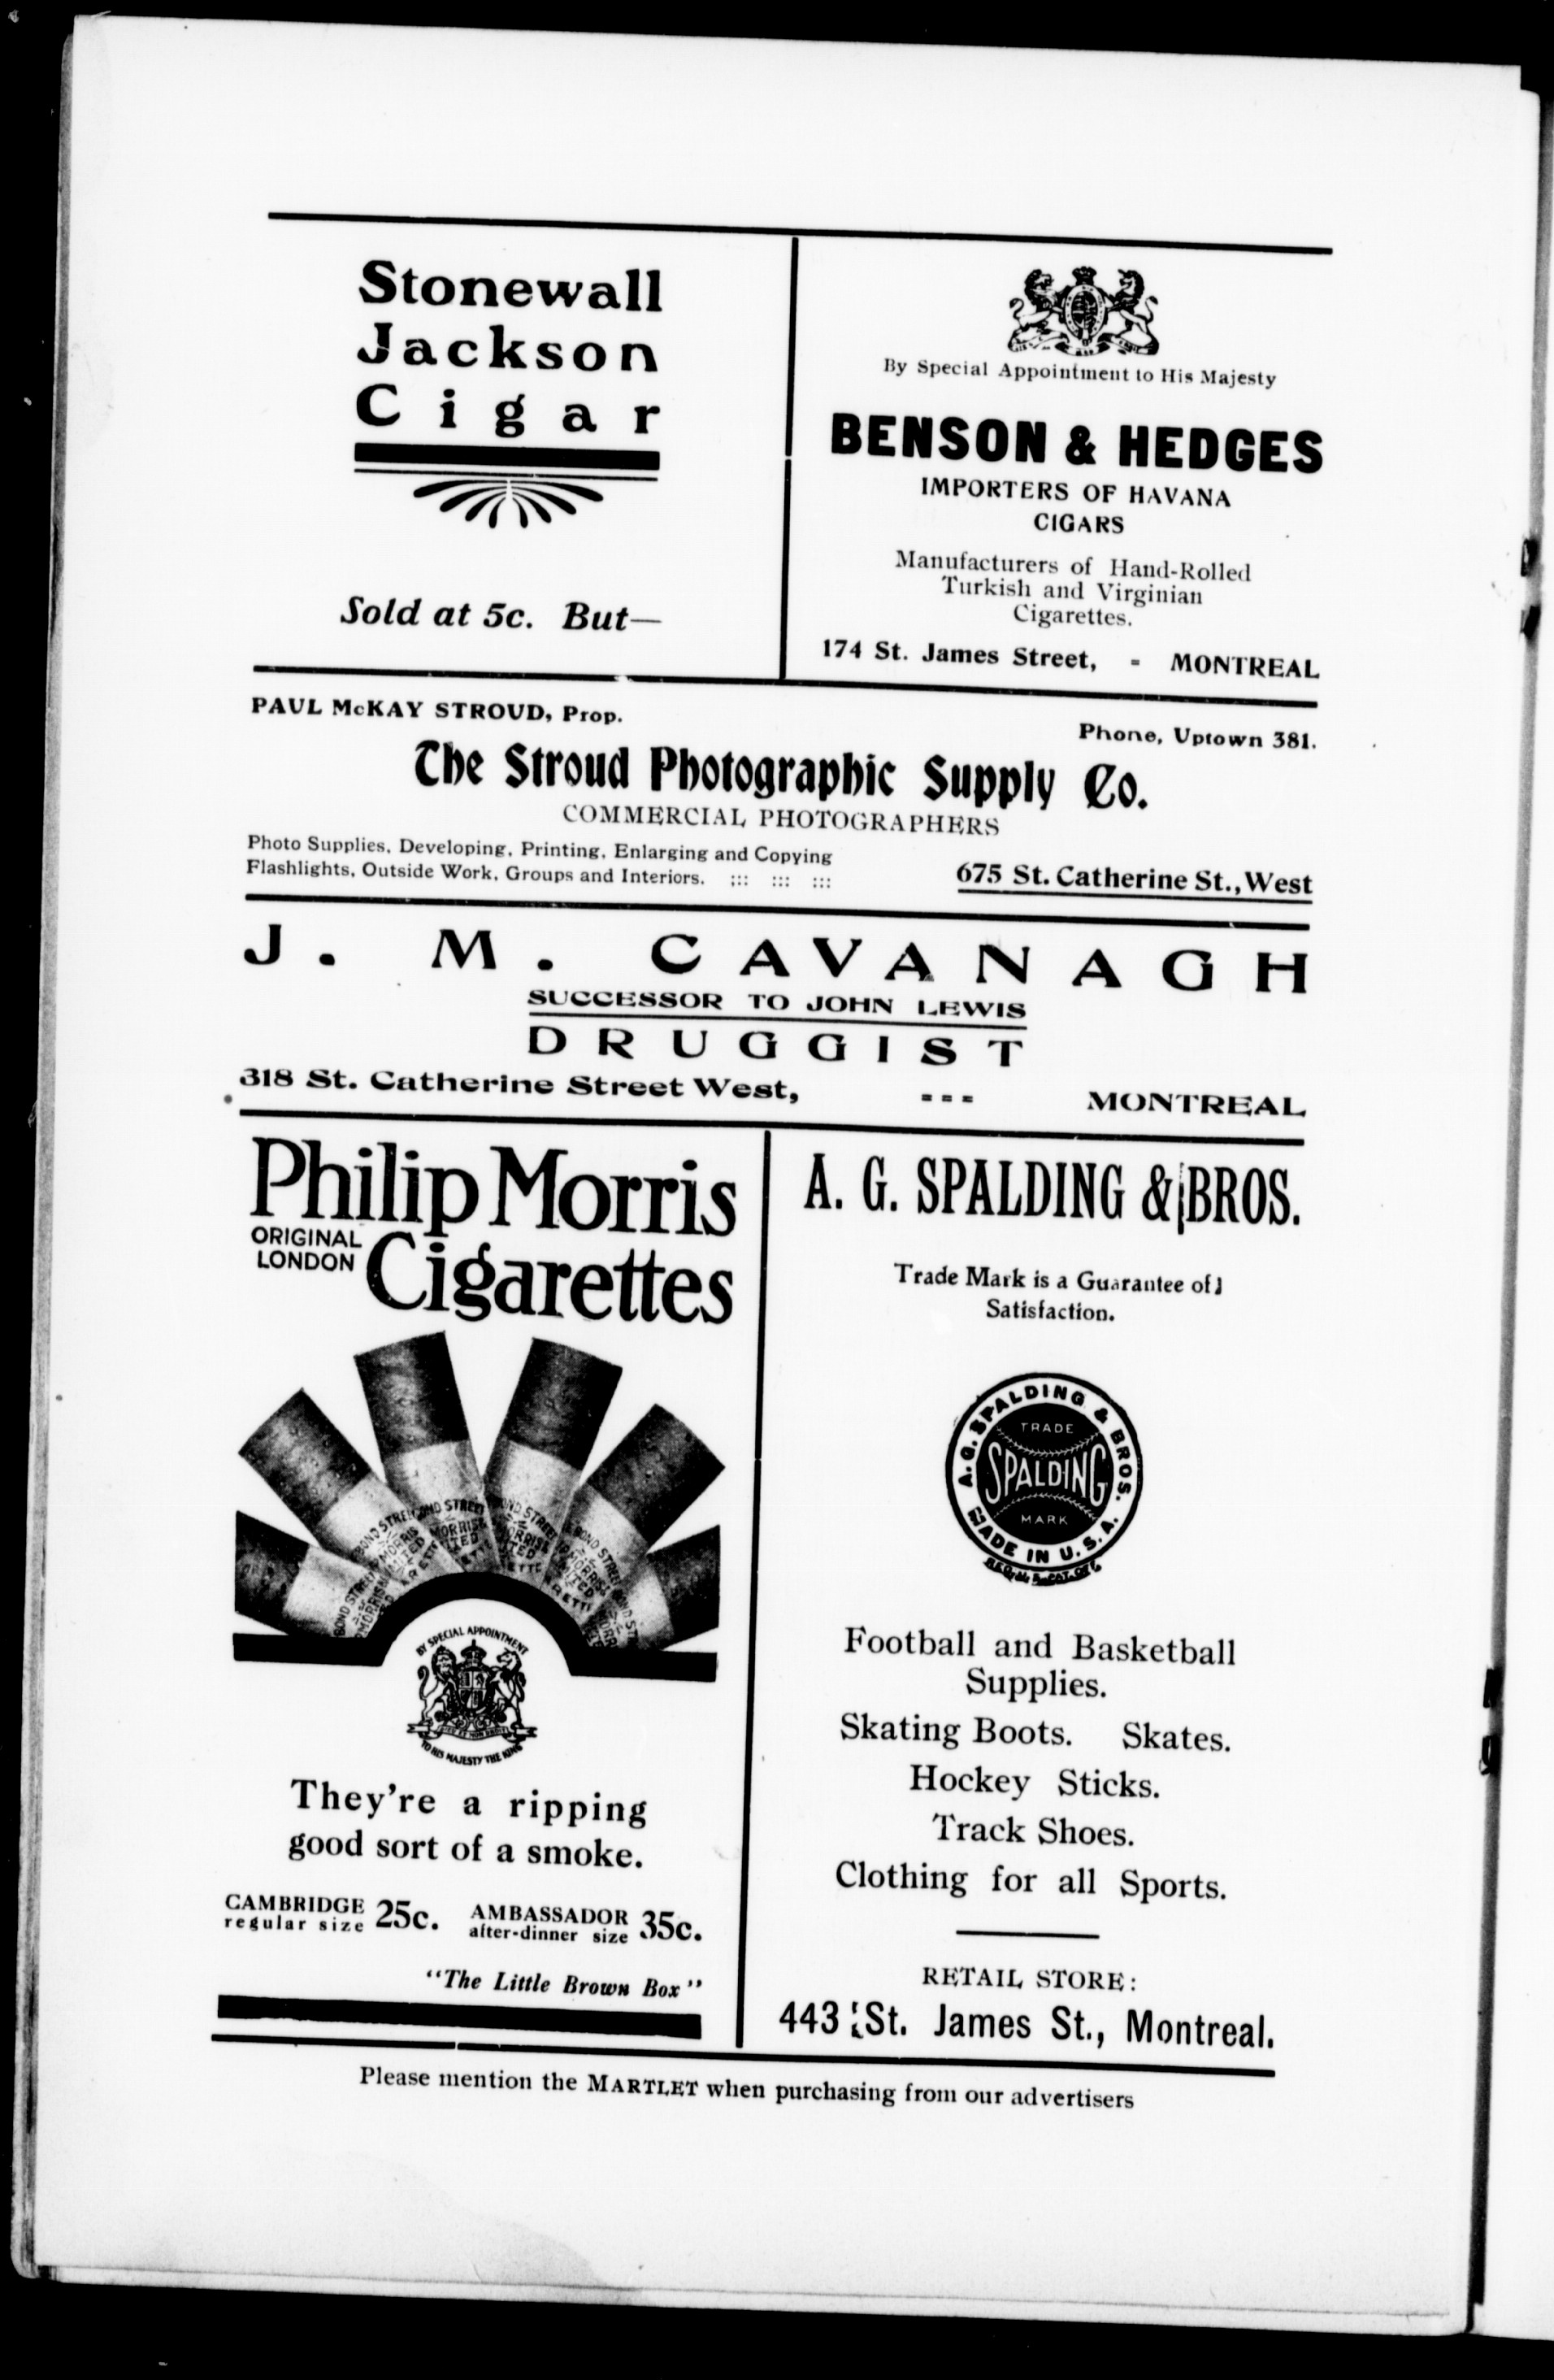 Stonewall
Jackson
Cigar
Sold at 5c. But—
By Special Appointment to His Majesty
BENSON & HEDGES
IMPORTERS OF HAVANA
CIGARS
Manufacturers of Hand-Rolled
Turkish and Virginian
Cigarettes.
174 St. James Street, - MONTREAL
PAUL McKAY STROUD, Prop.
Phone, Uptown 381.
The Stroud Photographic Supply Co.
COMMERCIAL PHOTOGRAPHERS
Photo Supplies, Developing, Printing, Enlarging and Copying
Flashlights, Outside Work, Groups and Interiors. ;:: ::: :::
675 St. Catherine St., West
J. M. CAVANAGH
SUCCESSOR TO JOHN LEWIS
DRUGGIST
318 St. Catherine Street West, - - - MONTREAL
Philip Morris
ORIGINAL
LONDON
Cigarettes
BY SPECIAL APPOINTMENT
TO HIS MAJESTY THE KING
They're a ripping
good sort of a smoke.
CAMBRIDGE
regular size 25c.
AMBASSADOR
after-dinner size 35c.
"The Little Brown Box"
A. G. SPALDING & BROS.
Trade Mark is a Guarantee of
Satisfaction.
A.G. SPALDING & BROS.
TRADE
SPALDING
MARK
MADE IN U.S.A.
Football and Basketball
Supplies.
Skating Boots. Skates.
Hockey Sticks.
Track Shoes.
Clothing for all Sports.
RETAIL STORE:
443 St. James St., Montreal.
Please mention the MARTLET when purchasing from our advertisers